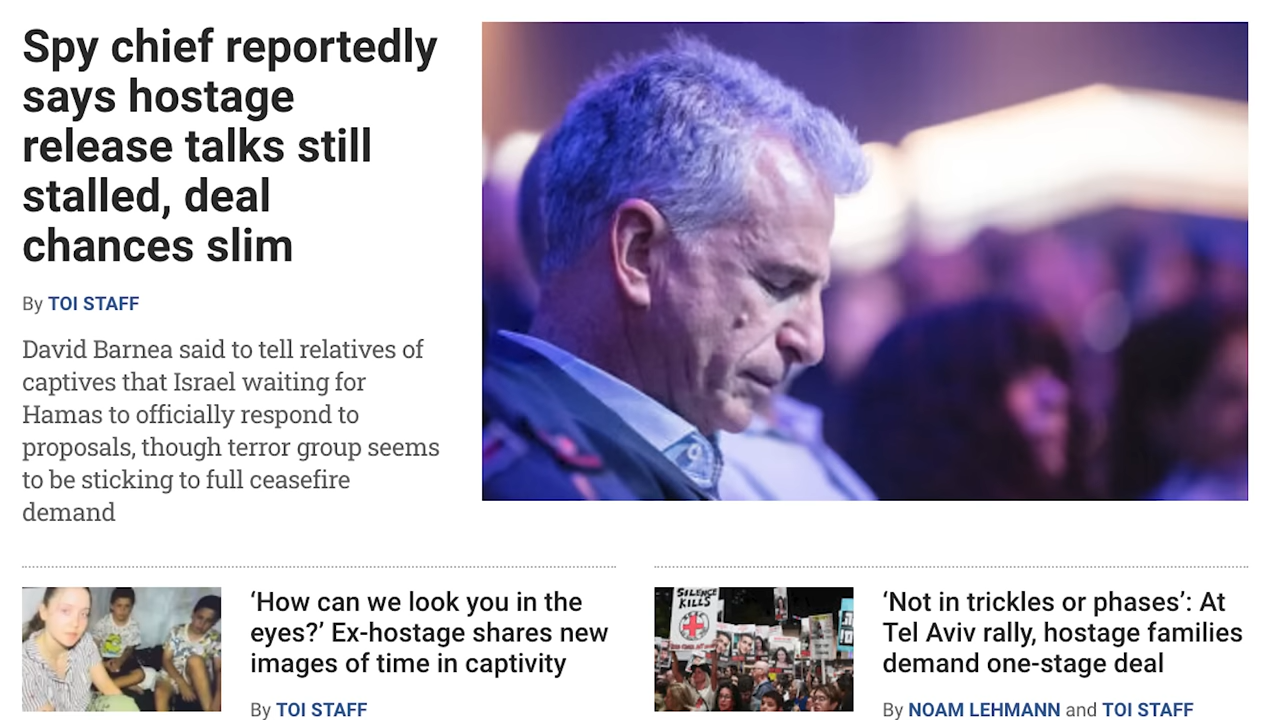 Spy chief reportedly
says hostage
release talks still
stalled, deal
chances slim
By TOI STAFF
David Barnea said to tell relatives of
captives that Israel waiting for
Hamas to officially respond to
proposals, though terror group seems
to be sticking to full ceasefire
demand
‘How can we look you in the
eyes?’ Ex-hostage shares new
images of time in captivity
By TOI STAFF
SILENCE
KILLS
‘Not in trickles or phases’: At
Tel Aviv rally, hostage families
demand one-stage deal
By NOAM LEHMANN and TOI STAFF